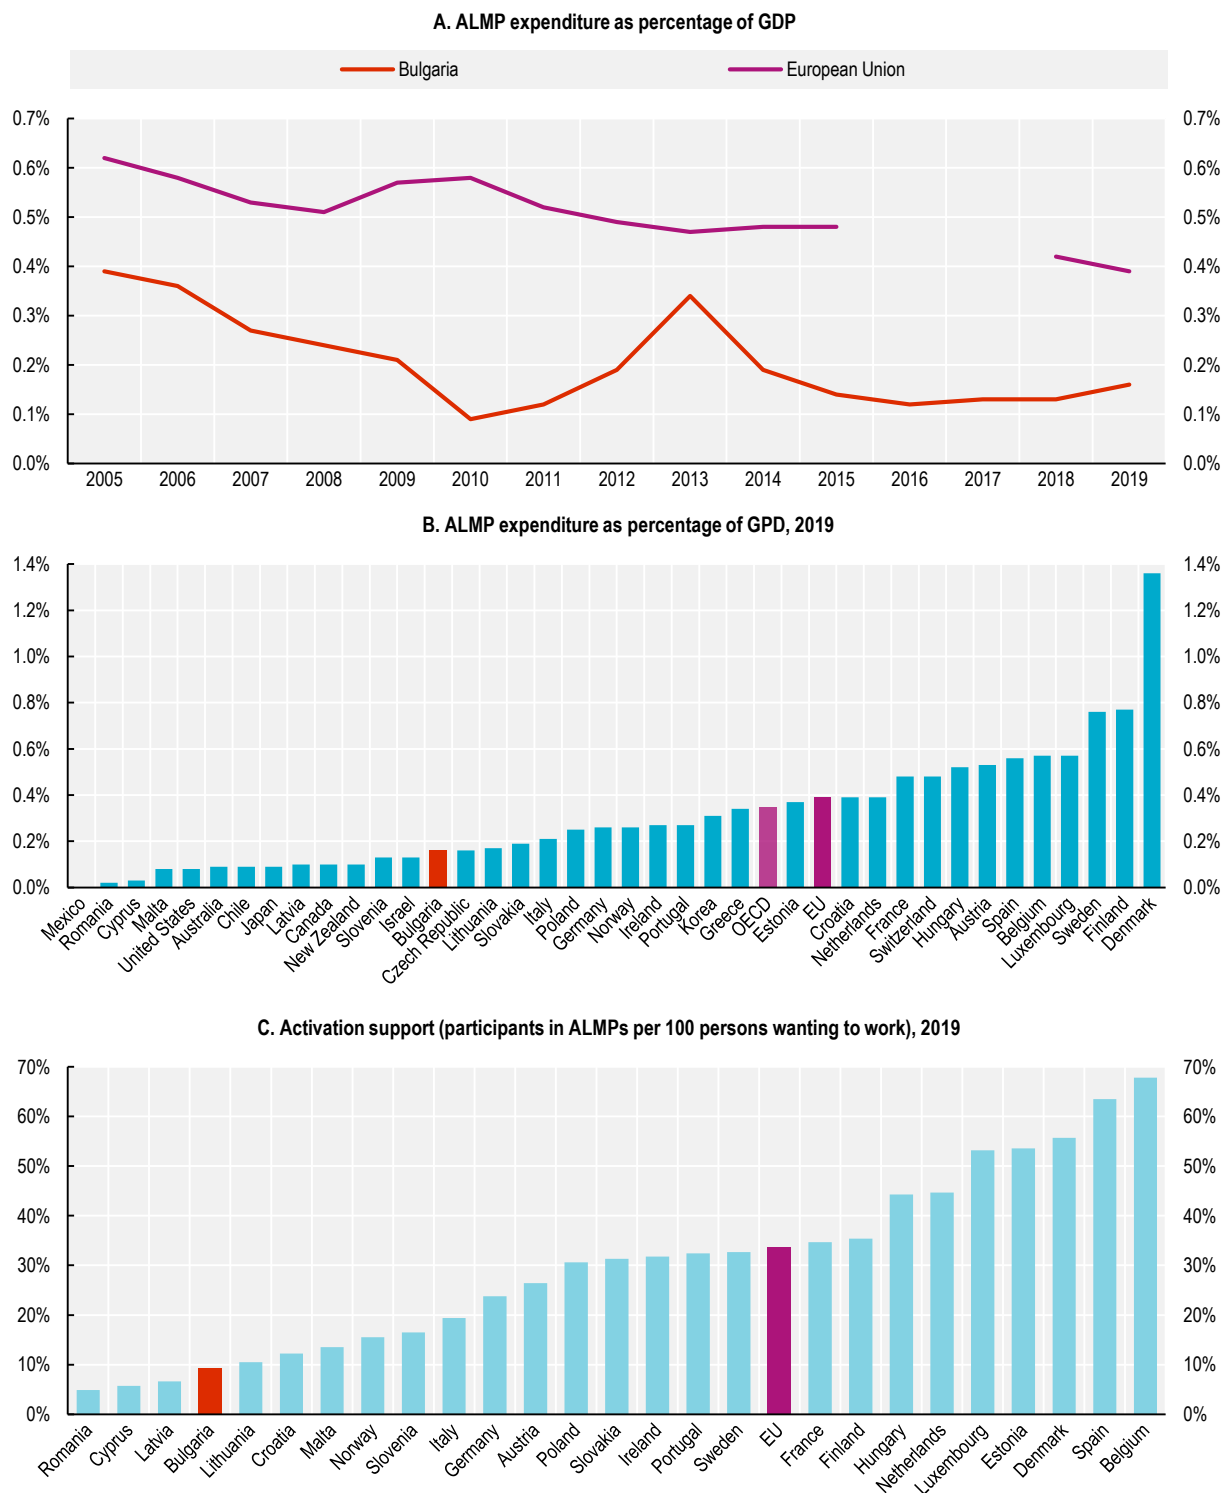 A. ALMP expenditure as percentage of GDP
Bulgaria
European Union
0.7% 0.7%
0.6% 0.6%
0.5% 0.5%
0.4% 0.4%
0.3% 0.3%
0.2% 0.2%
0.1% 0.1%
0.0% 0.0%
2005 2006 2007 2008 2009 2010 2011 2012 2013 2014 2015 2016 2017 2018 2019
B. ALMP expenditure as percentage of GPD, 2019
1.4% 1.4%
1.2% 1.2%
1.0% 1.0%
0.8% 0.8%
0.6% 0.6%
0.4% 0.4%
0.2% 0.2%
0.0% 0.0%
Mexico
Romania
Cyprus
Malta
United States
Australia
Chile
Japan
Latvia
Canada
New Zealand
Slovenia
Israel
Bulgaria
Czech Republic
Lithuania
Slovakia
Italy
Poland
Germany
Norway
Ireland
Portugal
Korea
Greece
OECD
Estonia
EU
Croatia
Netherlands
France
Switzerland
Hungary
Austria
Spain
Belgium
Luxembourg
Sweden
Finland
Denmark
C. Activation support (participants in ALMPs per 100 persons wanting to work), 2019
70% 70%
60% 60%
50% 50%
40% 40%
30% 30%
20% 20%
10% 10%
0% 0%
Romania
Cyprus
Latvia
Bulgaria
Lithuania
Croatia
Malta
Norway
Slovenia
Italy
Germany
Austria
Poland
Slovakia
Ireland
Portugal
Sweden
EU
France
Finland
Hungary
Netherlands
Luxembourg
Estonia
Denmark
Spain
Belgium